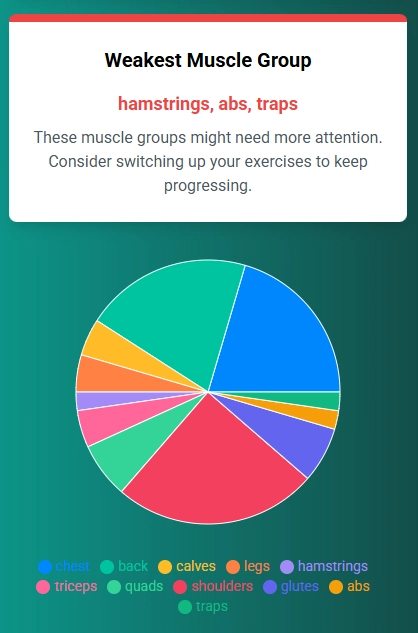 Weakest Muscle Group
hamstrings, abs, traps
These muscle groups might need more attention.
Consider switching up your exercises to keep
progressing.
chest back calves legs hamstrings
triceps quads shoulders glutes abs
traps